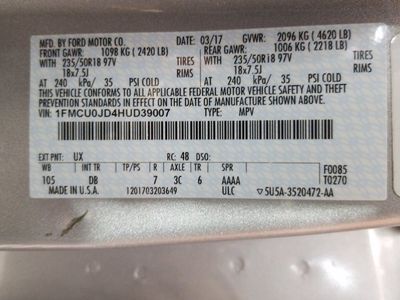 MFD. BY FORD MOTOR CO. 03/17 GVWR: 2096 KG ( 4620 LB)
FRONT GAWR: 1098 KG ( 2420 LB) REAR GAWR: 1006 KG ( 2218 LB)
WITH 235/50R18 97V WITH 235/50R18 97V
TIRES TIRES
18x7.5J 18x7.5J
RIMS RIMS
AT 240 kPa/ 35 PSI COLD AT 240 kPa/ 35 PSI COLD
THIS VEHICLE CONFORMS TO ALL APPLICABLE FEDERAL MOTOR VEHICLE SAFETY, BUMPER, AND THEFT PREVENTION STANDARDS IN EFFECT ON THE DATE OF MANUFACTURE SHOWN ABOVE.
VIN: 1FMCU0JD4HUD39007 TYPE: MPV
EXT PNT: UX RC: 48 DSO:
WB INT TR TP/PS R AXLE TR SPR F0085
105 DB 7 3C 6 AAAA T0270
MADE IN U.S.A. 1201703203649 ULC 5U5A-3520472-AA